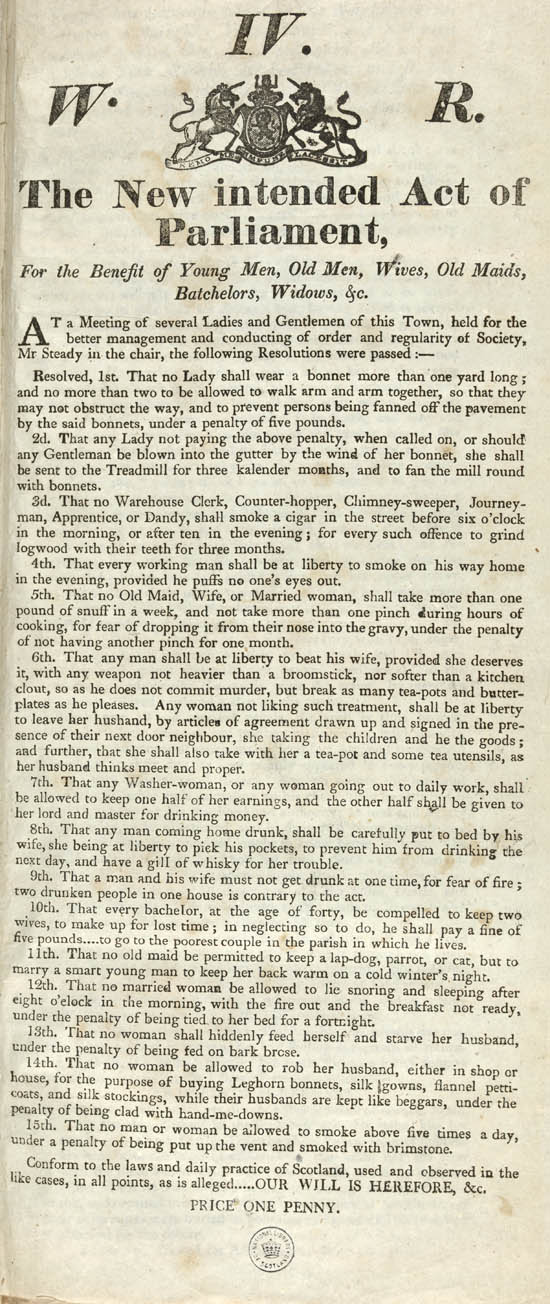 IV.
W. R.
NEMO ME IMPUNE LACESSIT
The New intended Act of
Parliament,
For the Benefit of Young Men, Old Men, Wives, Old Maids,
Batchelors, Widows, &c.
AT a Meeting of several Ladies and Gentlemen of this Town, held for the
better management and conducting of order and regularity of Society,
Mr Steady in the chair, the following Resolutions were passed :—
Resolved, 1st. That no Lady shall wear a bonnet more than one yard long ;
and no more than two to be allowed to walk arm and arm together, so that they
may not obstruct the way, and to prevent persons being fanned off the pavement
by the said bonnets, under a penalty of five pounds.
2d. That any Lady not paying the above penalty, when called on, or should
any Gentleman be blown into the gutter by the wind of her bonnet, she shall
be sent to the Treadmill for three kalender months, and to fan the mill round
with bonnets.
3d. That no Warehouse Clerk, Counter-hopper, Chimney-sweeper, Journey-
man, Apprentice, or Dandy, shall smoke a cigar in the street before six o'clock
in the morning, or after ten in the evening ; for every such offence to grind
logwood with their teeth for three months.
4th. That every working man shall be at liberty to smoke on his way home
in the evening, provided he puffs no one's eyes out.
5th. That no Old Maid, Wife, or Married woman, shall take more than one
pound of snuff in a week, and not take more than one pinch during hours of
cooking, for fear of dropping it from their nose into the gravy, under the penalty
of not having another pinch for one month.
6th. That any man shall be at liberty to beat his wife, provided she deserves
it, with any weapon not heavier than a broomstick, nor softer than a kitchen
clout, so as he does not commit murder, but break as many tea-pots and butter-
plates as he pleases. Any woman not liking such treatment, shall be at liberty
to leave her husband, by articles of agreement drawn up and signed in the pre-
sence of their next door neighbour, she taking the children and he the goods ;
and further, that she shall also take with her a tea-pot and some tea utensils, as
her husband thinks meet and proper.
7th. That any Washer-woman, or any woman going out to daily work, shall
be allowed to keep one half of her earnings, and the other half shall be given to
her lord and master for drinking money.
8th. That any man coming home drunk, shall be carefully put to bed by his
wife, she being at liberty to pick his pockets, to prevent him from drinking the
next day, and have a gill of whisky for her trouble.
9th. That a man and his wife must not get drunk at one time, for fear of fire ;
two drunken people in one house is contrary to the act.
10th. That every bachelor, at the age of forty, be compelled to keep two
wives, to make up for lost time ; in neglecting so to do, he shall pay a fine of
five pounds....to go to the poorest couple in the parish in which he lives.
11th. That no old maid be permitted to keep a lap-dog, parrot, or cat, but to
marry a smart young man to keep her back warm on a cold winter's night.
12th. That no married woman be allowed to lie snoring and sleeping after
eight o'clock in the morning, with the fire out and the breakfast not ready,
under the penalty of being tied to her bed for a fortnight.
13th. That no woman shall hiddenly feed herself and starve her husband,
under the penalty of being fed on bark brose.
14th. That no woman be allowed to rob her husband, either in shop or
house, for the purpose of buying Leghorn bonnets, silk gowns, flannel petti-
coats, and silk stockings, while their husbands are kept like beggars, under the
penalty of being clad with hand-me-downs.
15th. That no man or woman be allowed to smoke above five times a day,
under a penalty of being put up the vent and smoked with brimstone.
Conform to the laws and daily practice of Scotland, used and observed in the
like cases, in all points, as is alleged.....OUR WILL IS HEREFORE, &c.
PRICE ONE PENNY.
NATIONAL LIBRARY OF SCOTLAND